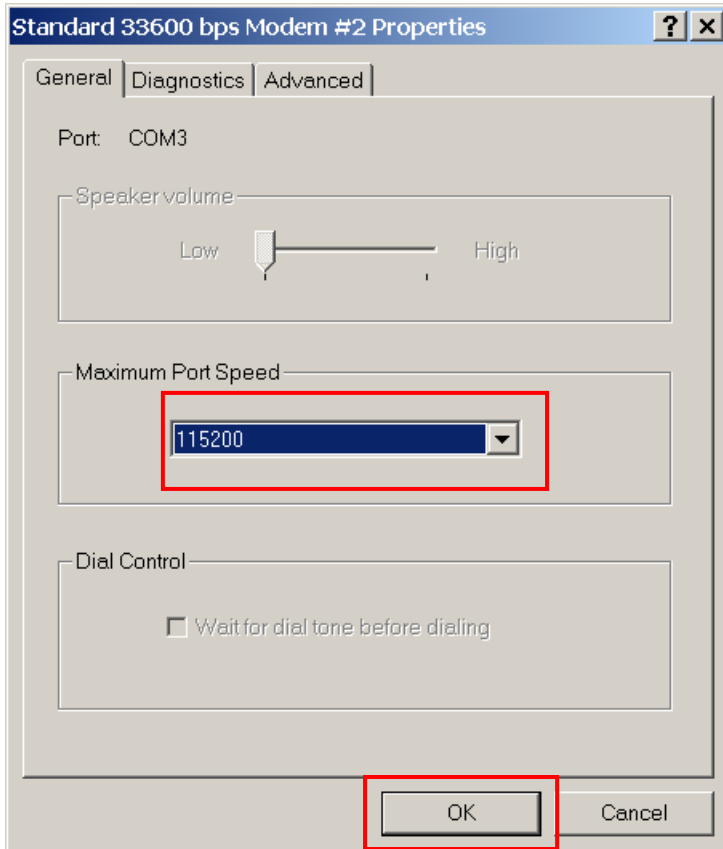 Standard 33600 bps Modem #2 Properties
General Diagnostics Advanced
Port: COM3
Speaker volume
Low High
Maximum Port Speed
115200
Dial Control
Wait for dial tone before dialing
OK Cancel